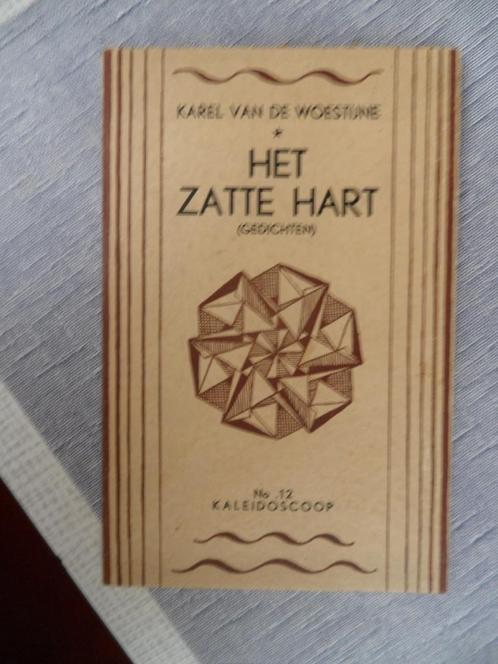 KAREL VAN DE WOESTIJNE
*
HET
ZATTE HART
(GEDICHTEN)
No. 12
KALEIDOSCOOP